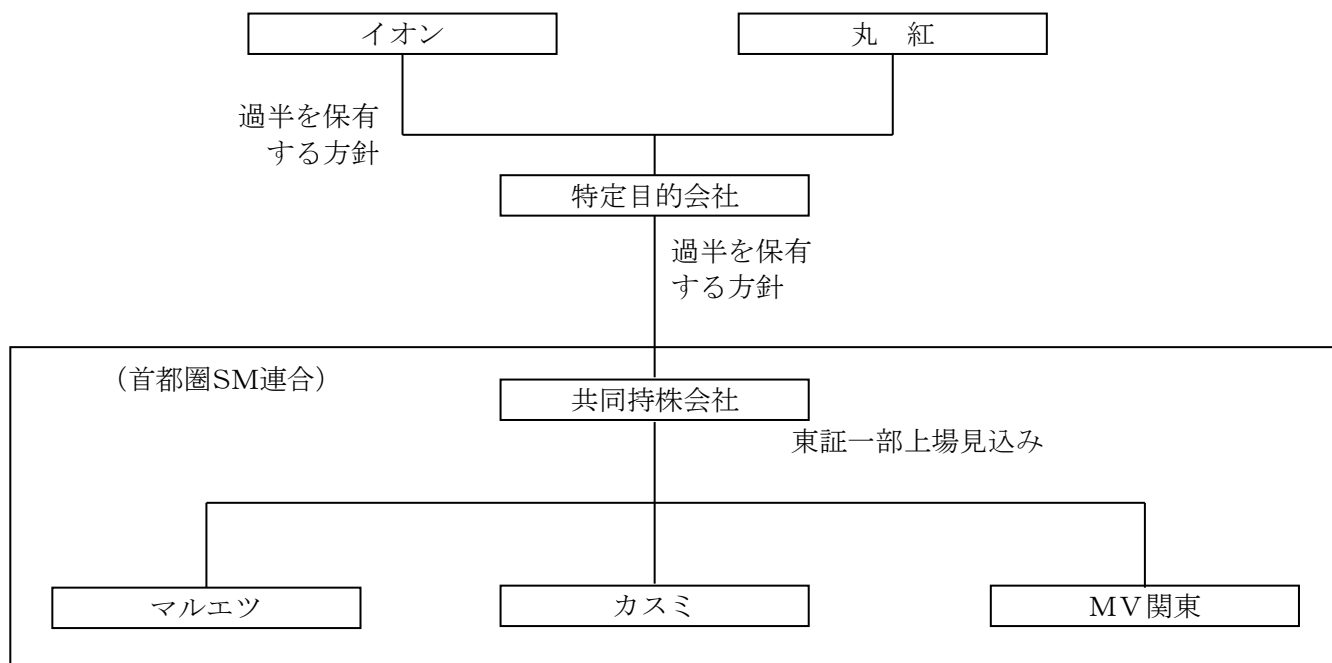 イオン
丸　紅
過半を保有
する方針
特定目的会社
過半を保有
する方針
（首都圏SM連合）
共同持株会社
東証一部上場見込み
マルエツ
カスミ
MV関東